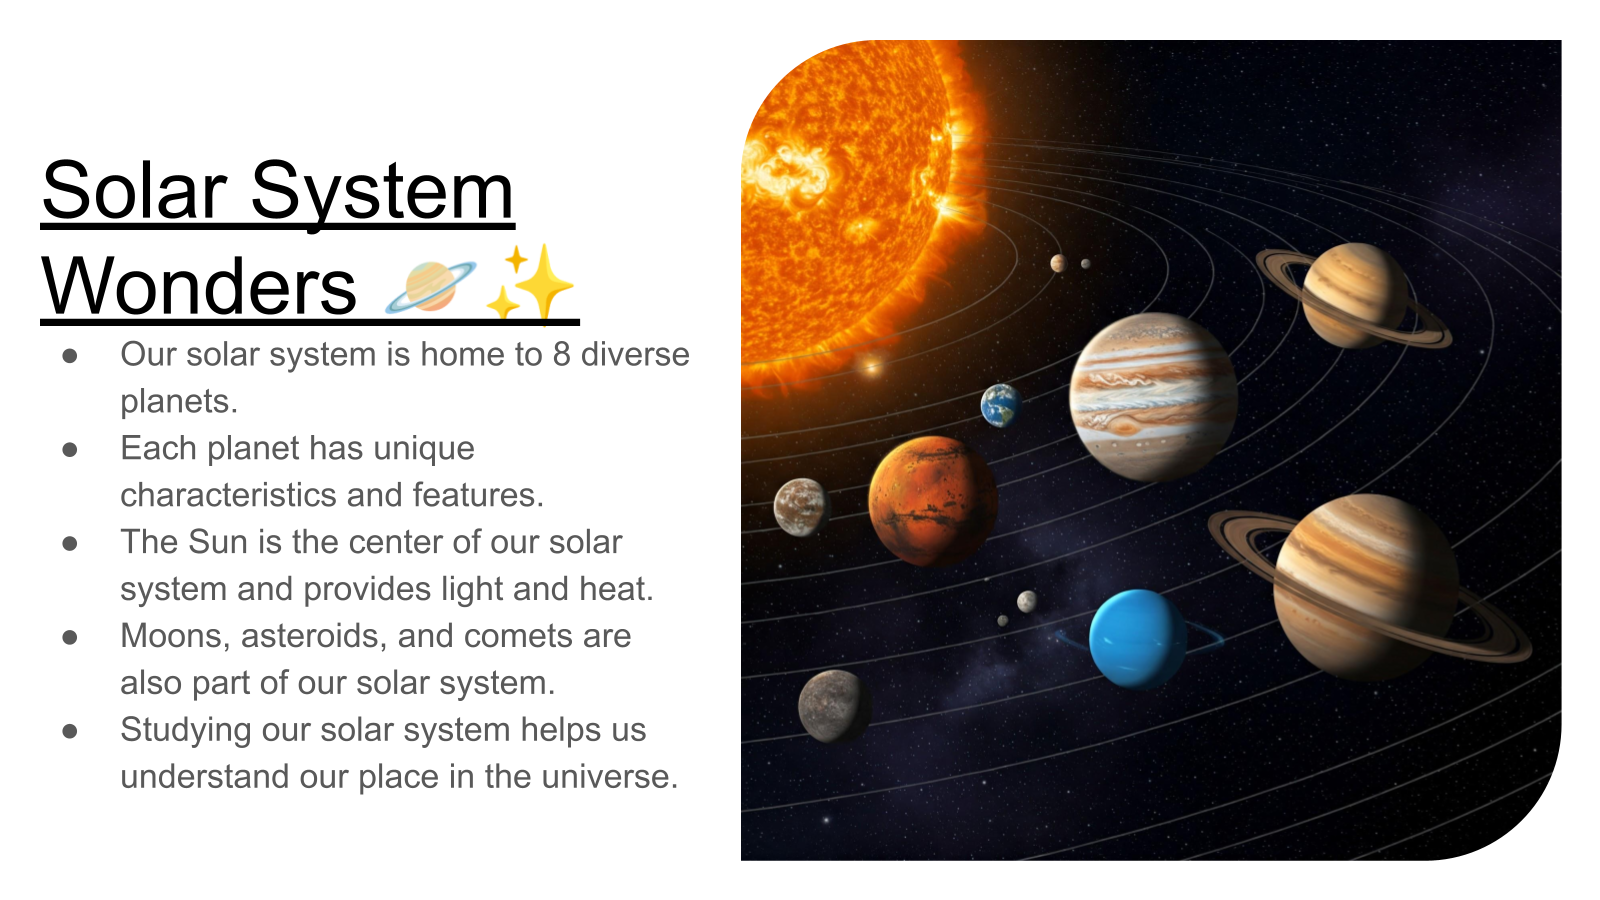 Solar System
Wonders 🪐✨
● Our solar system is home to 8 diverse
planets.
● Each planet has unique
characteristics and features.
● The Sun is the center of our solar
system and provides light and heat.
● Moons, asteroids, and comets are
also part of our solar system.
● Studying our solar system helps us
understand our place in the universe.